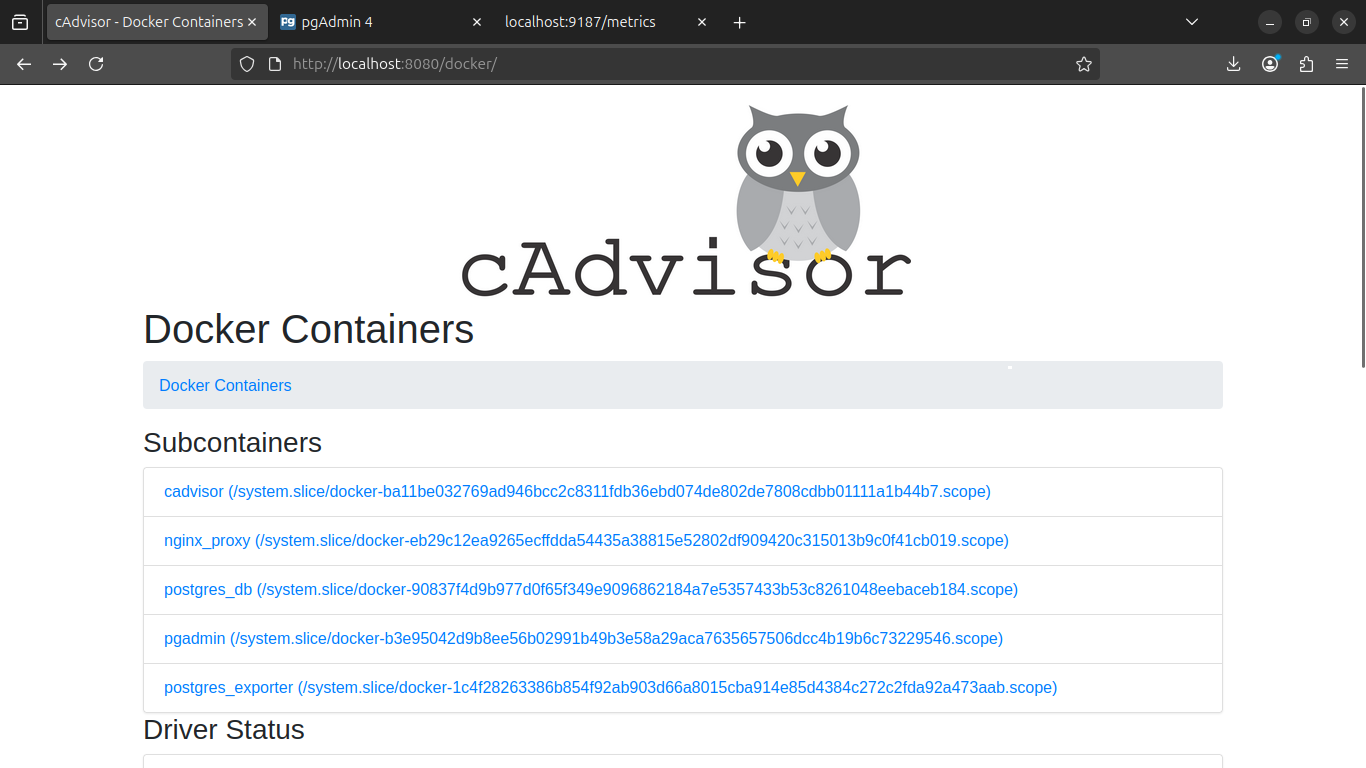 cAdvisor - Docker Containers
pgAdmin 4
localhost:9187/metrics
http://localhost:8080/docker/
cAdvisor
Docker Containers
Docker Containers
Subcontainers
cadvisor (/system.slice/docker-ba11be032769ad946bcc2c8311fdb36ebd074de802de7808cdbb01111a1b44b7.scope)
nginx_proxy (/system.slice/docker-eb29c12ea9265ecffdda54435a38815e52802df909420c315013b9c0f41cb019.scope)
postgres_db (/system.slice/docker-90837f4d9b977d0f65f349e9096862184a7e5357433b53c8261048eebaceb184.scope)
pgadmin (/system.slice/docker-b3e95042d9b8ee56b02991b49b3e58a29aca7635657506dcc4b19b6c73229546.scope)
postgres_exporter (/system.slice/docker-1c4f28263386b854f92ab903d66a8015cba914e85d4384c272c2fda92a473aab.scope)
Driver Status